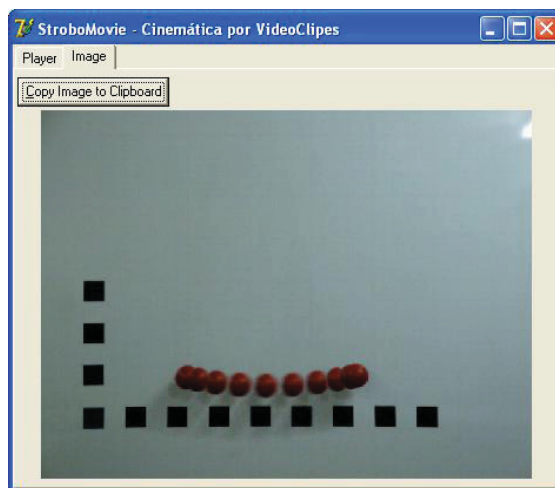 StroboMovie - Cinemática por VideoClipes
Player Image
Copy Image to Clipboard